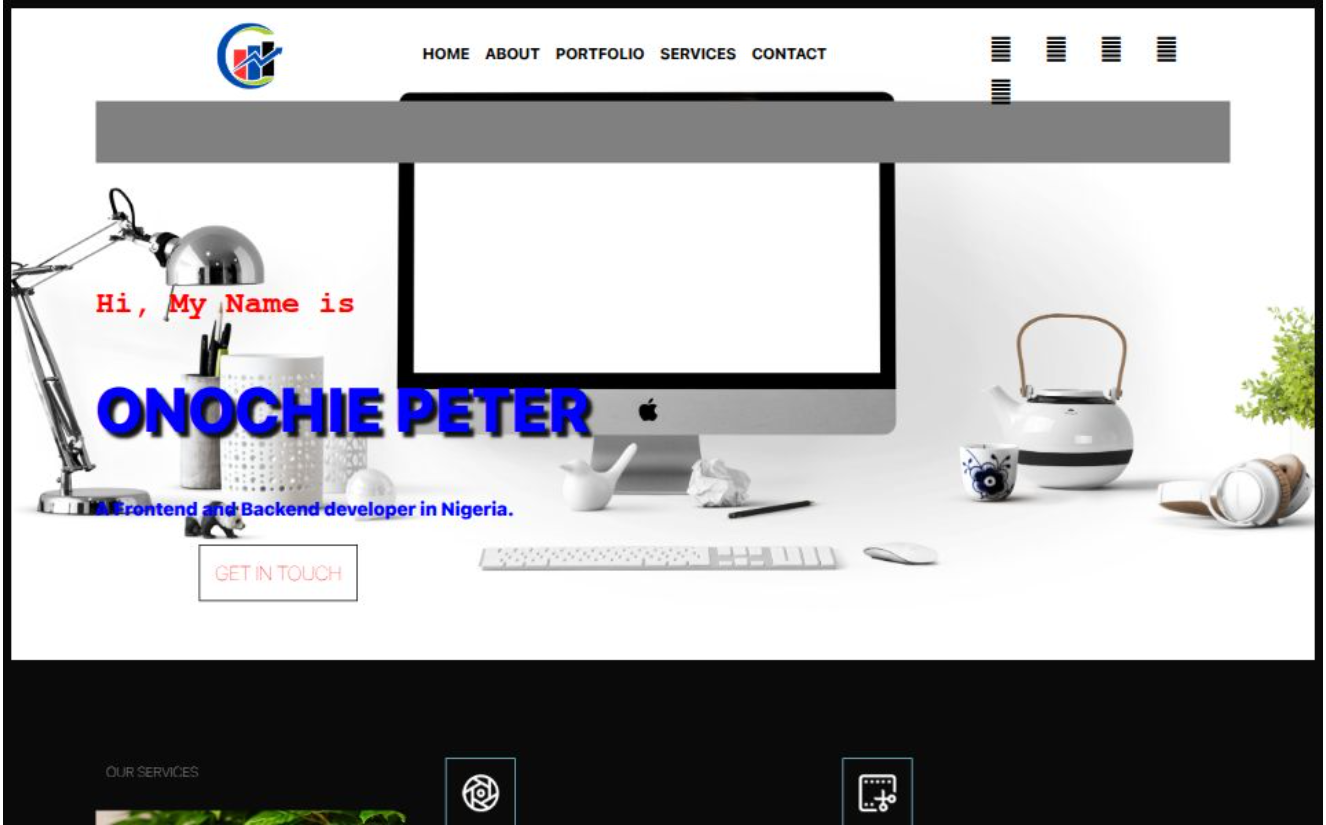 HOME ABOUT PORTFOLIO SERVICES CONTACT
Hi, My Name is
ONOCHIE PETER
A Frontend and Backend developer in Nigeria.
GET IN TOUCH
OUR SERVICES